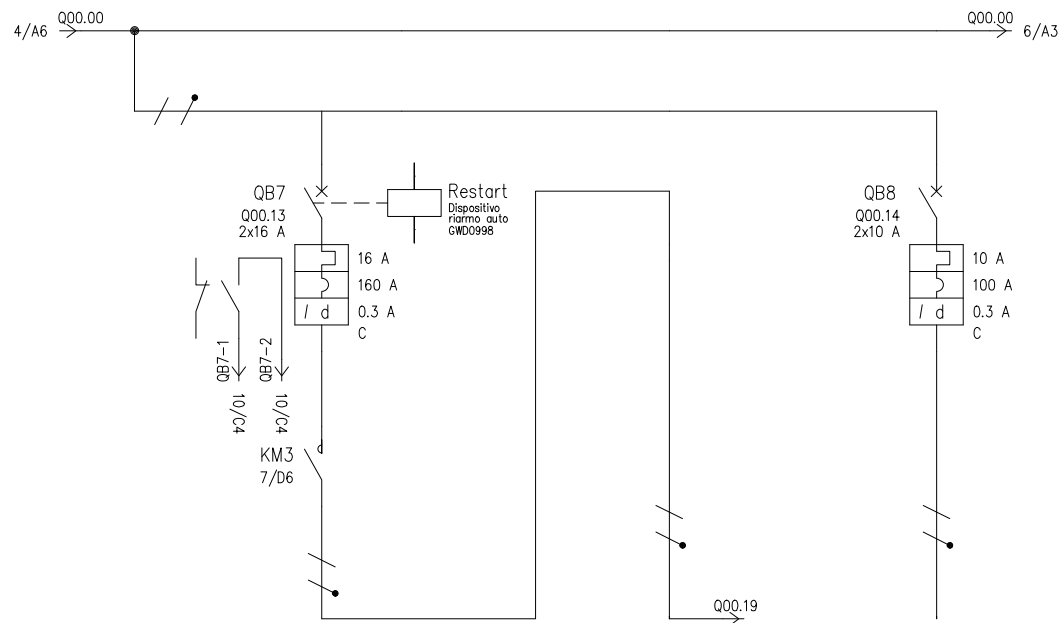 Q00.00
Q00.00
4/A6
6/A3
QB7
Q00.13
2x16 A
Restart
Dispositivo
riarmo auto
GWD0998
QB8
Q00.14
2x10 A
16 A
160 A
I d
0.3 A
C
10 A
100 A
I d
0.3 A
C
QB7-1
QB7-2
10/C4
10/C4
KM3
7/D6
Q00.19